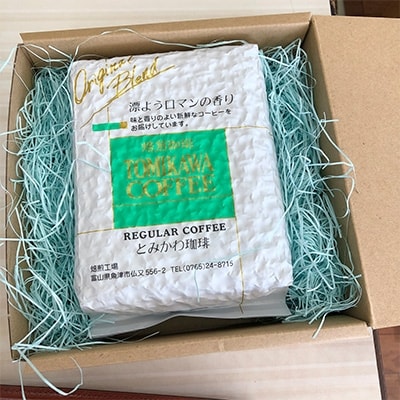 Original
Blend
漂ようロマンの香り
味と香りのよい新鮮なコーヒーを
お届けしています。
TOMIKAWA
COFFEE
REGULAR COFFEE
とみかわ珈琲
焙煎工場
富山県魚津市仏又556-2 TEL(0765)24-8715